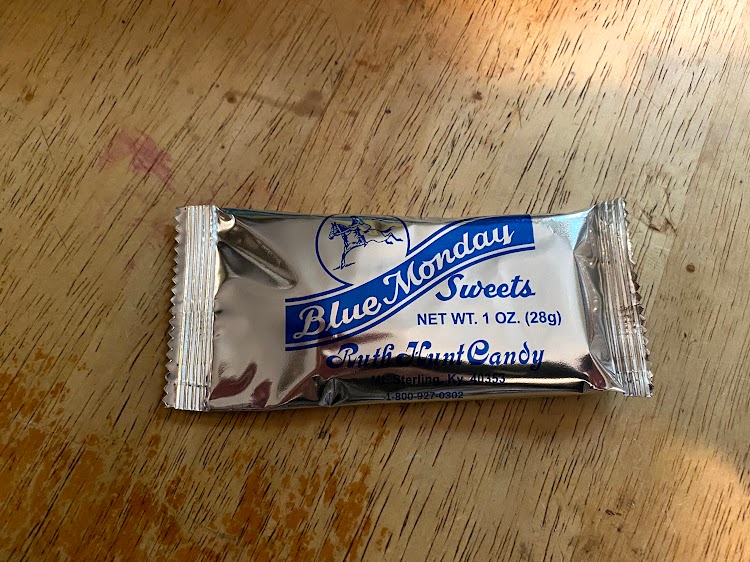 Blue Monday
Sweets
NET WT. 1 OZ. (28g)
Ruth Hunt Candy
Mt. Sterling, Ky. 40353
1-800-927-0302